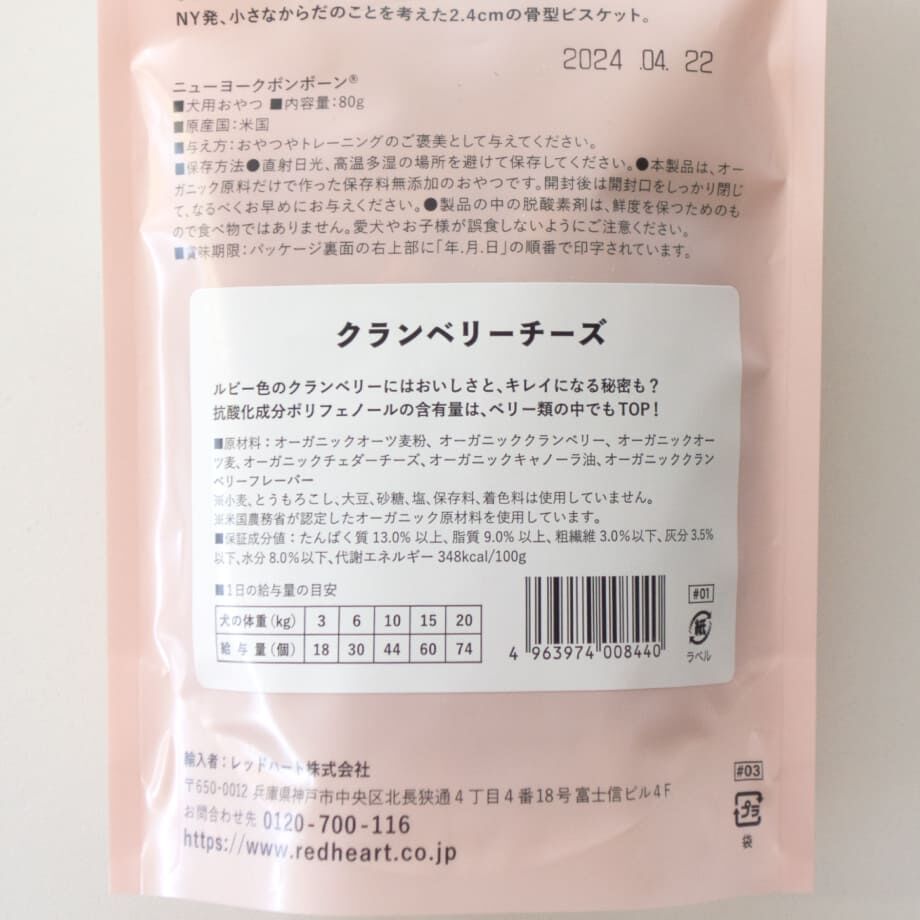 NY発、小さなからだのことを考えた2.4cmの骨型ビスケット。
2024 .04. 22
ニューヨークボンボーン®
■犬用おやつ ■内容量：80g
■原産国：米国
■与え方：おやつやトレーニングのご褒美として与えてください。
■保存方法●直射日光、高温多湿の場所を避けて保存してください。●本製品は、オー
ガニック原料だけで作った保存料無添加のおやつです。開封後は開封口をしっかり閉じ
て、なるべくお早めにお与えください。●製品の中の脱酸素剤は、鮮度を保つためのも
ので食べ物ではありません。愛犬やお子様が誤食しないようにご注意ください。
■賞味期限：パッケージ裏面の右上部に「年.月.日」の順番で印字されています。
クランベリーチーズ
ルビー色のクランベリーにはおいしさと、キレイになる秘密も？
抗酸化成分ポリフェノールの含有量は、ベリー類の中でもTOP！
■原材料：オーガニックオーツ麦粉、オーガニッククランベリー、オーガニックオー
ツ麦、オーガニックチェダーチーズ、オーガニックキャノーラ油、オーガニッククラン
ベリーフレーバー
※小麦、とうもろこし、大豆、砂糖、塩、保存料、着色料は使用していません。
※米国農務省が認定したオーガニック原材料を使用しています。
■保証成分値：たんぱく質 13.0% 以上、脂質 9.0% 以上、粗繊維 3.0%以下、灰分 3.5%
以下、水分 8.0%以下、代謝エネルギー 348kcal/100g
■1日の給与量の目安
犬の体重(kg) 3 6 10 15 20
給与量(個) 18 30 44 60 74
4 963974 008440
#01
紙
ラベル
輸入者：レッドハート株式会社
〒650-0012 兵庫県神戸市中央区北長狭通4丁目4番18号 富士信ビル4F
お問合わせ先 0120-700-116
https://www.redheart.co.jp
#03
プラ
袋